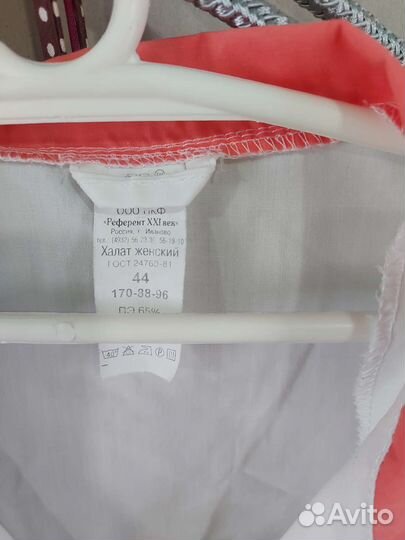 ООО ПКФ
«Референт XXI век»
Россия, г. Иваново
Халат женский
ГОСТ 24760-81
44
170-88-96
ПЭ 65%
Avito